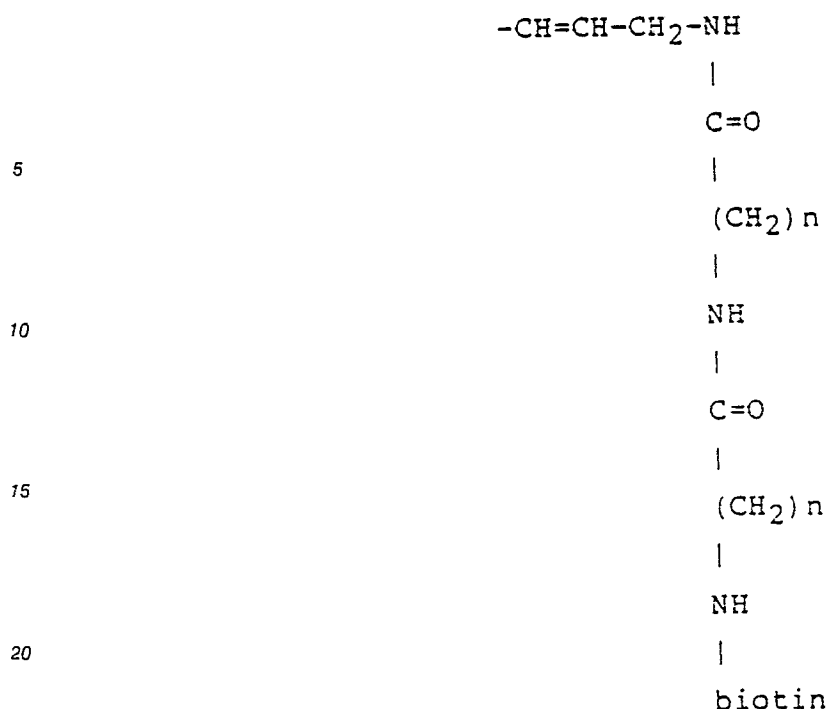 -CH=CH-CH2-NH
|
C=O
5
|
(CH2)n
|
NH
10
|
C=O
|
15
(CH2)n
|
NH
20
|
biotin